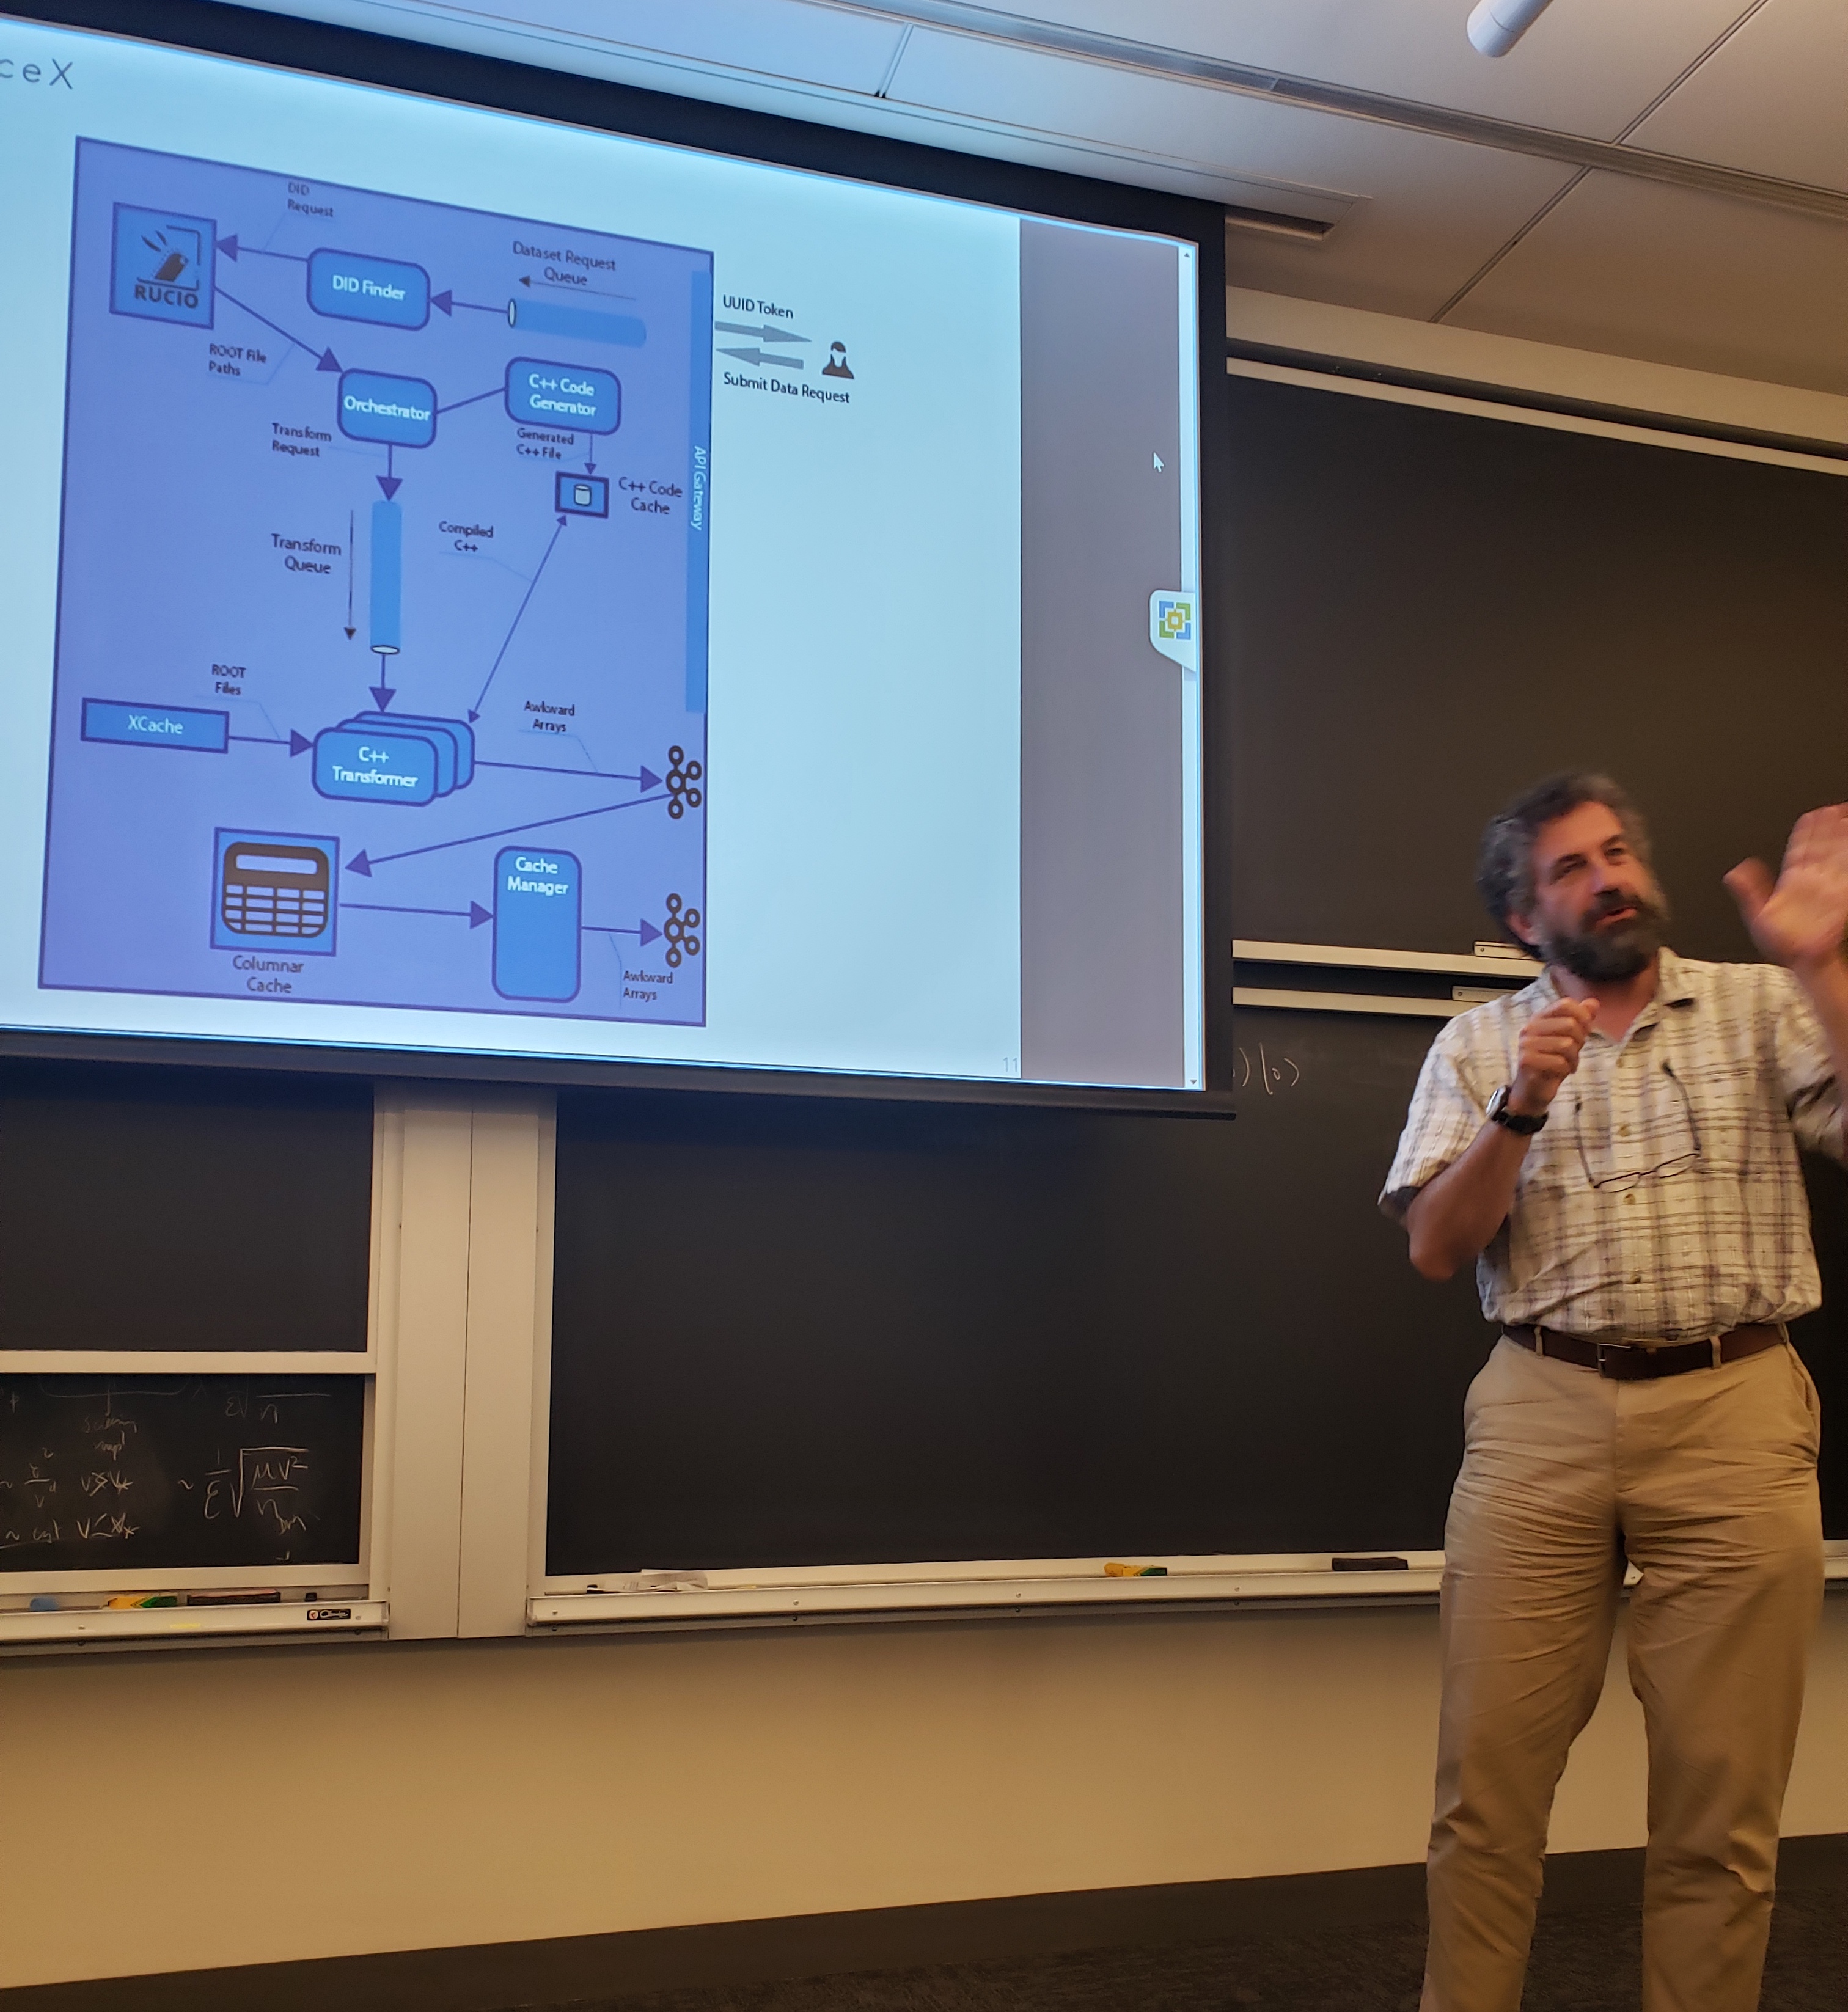 ceX
DID
Request
RUCIO
DID Finder
Dataset Request
Queue
UUID Token
Submit Data Request
ROOT File
Paths
Orchestrator
C++ Code
Generator
Transform
Request
Generated
C++ File
C++ Code
Cache
API Gateway
Transform
Queue
Compiled
C++
ROOT
Files
XCache
C++
Transformer
Awkward
Arrays
Cache
Manager
Columnar
Cache
Awkward
Arrays
11